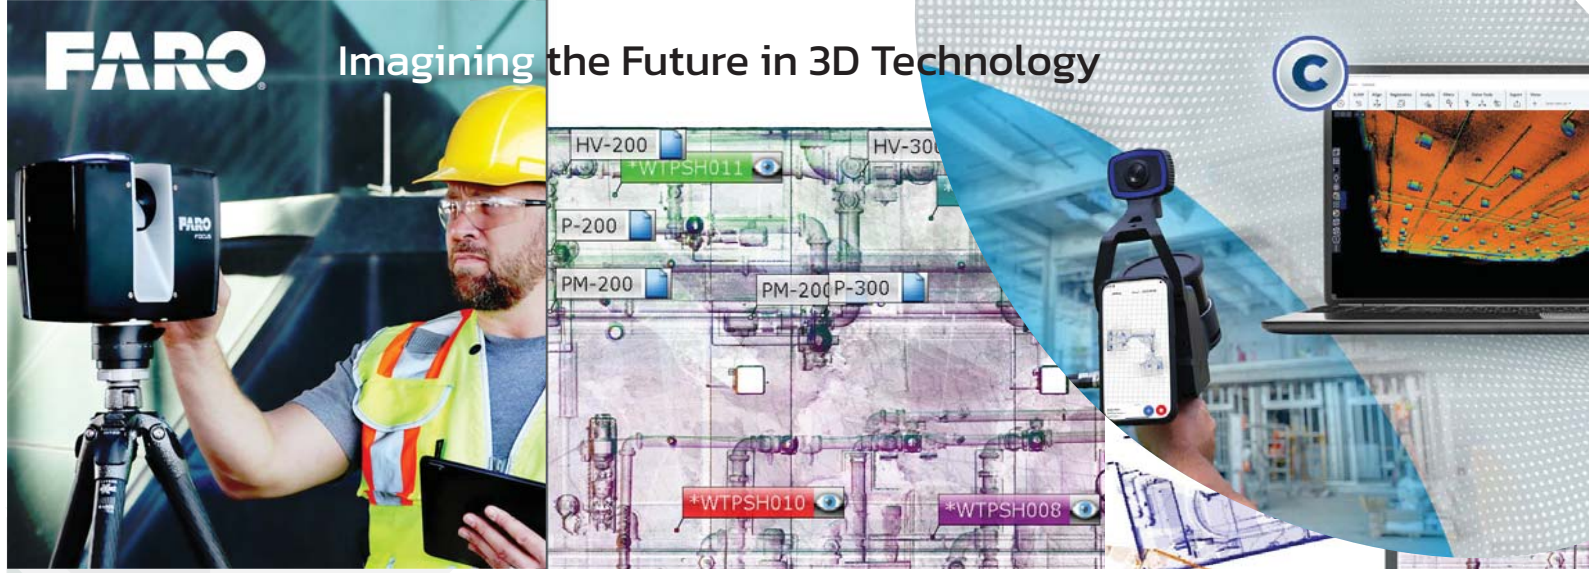 FARO
Imagining the Future in 3D Technology
C
HV-200
*WTPSH011
HV-300
P-200
FARO
FOCUS
PM-200
PM-200
P-300
*WTPSH010
*WTPSH008